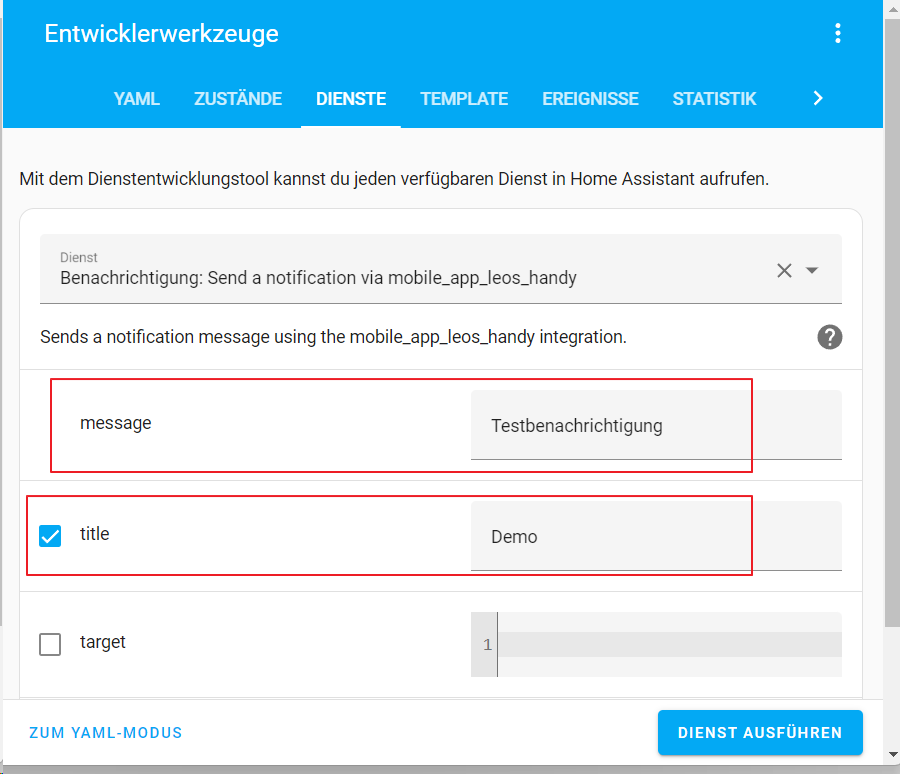 Entwicklerwerkzeuge
YAML ZUSTÄNDE DIENSTE TEMPLATE EREIGNISSE STATISTIK
Mit dem Dienstentwicklungstool kannst du jeden verfügbaren Dienst in Home Assistant aufrufen.
Dienst
Benachrichtigung: Send a notification via mobile_app_leos_handy
Sends a notification message using the mobile_app_leos_handy integration.
message Testbenachrichtigung
title Demo
target 1
ZUM YAML-MODUS DIENST AUSFÜHREN